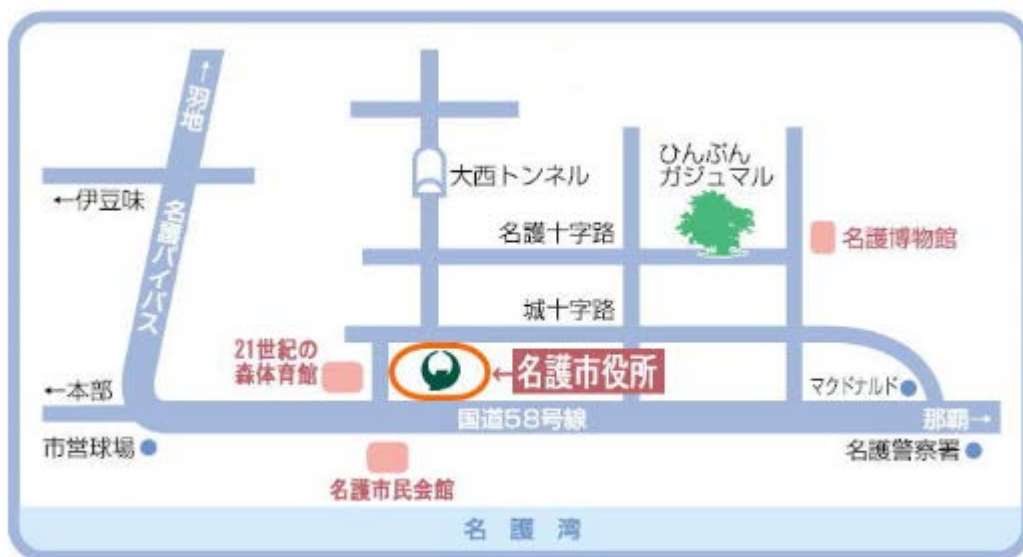 ↑羽地
大西トンネル
ひんぷん
ガジュマル
←伊豆味
名護バイパス
名護十字路
名護博物館
城十字路
21世紀の
森体育館
←名護市役所
←本部
マクドナルド
国道58号線
那覇→
市営球場
名護警察署
名護市民会館
名護湾